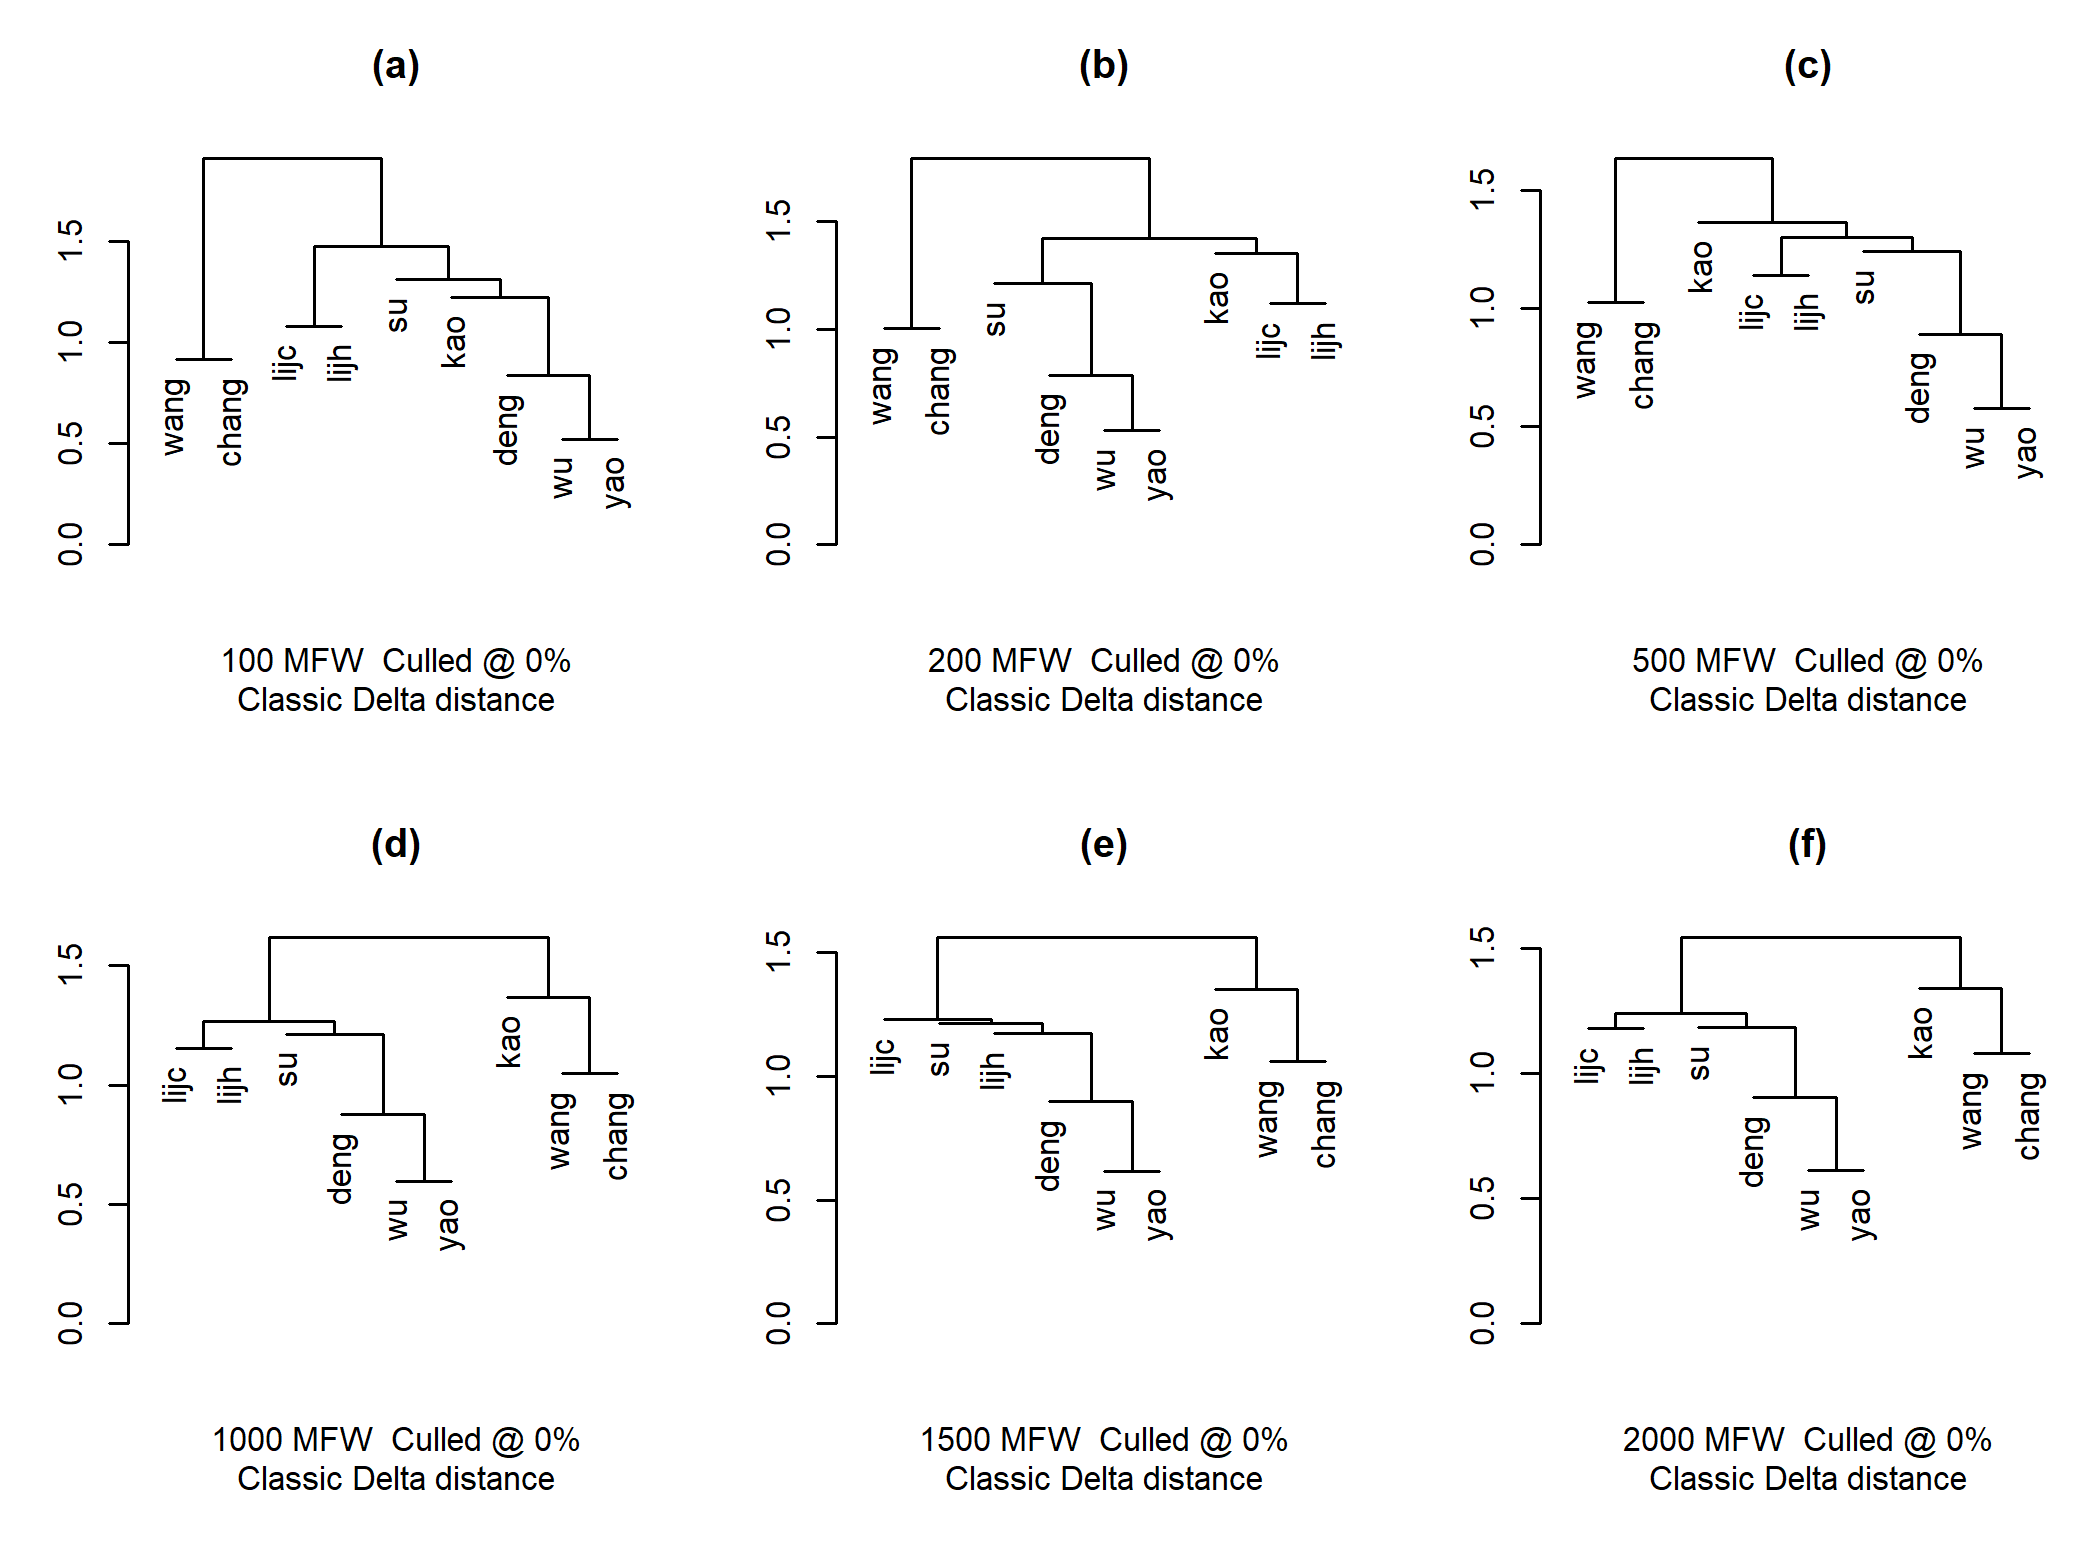 (a)
1.5
1.0
0.5
0.0
wang
chang
lijc
lijh
su
kao
deng
wu
yao
100 MFW  Culled @ 0%
Classic Delta distance
(b)
1.5
1.0
0.5
0.0
wang
chang
su
deng
wu
yao
kao
lijc
lijh
200 MFW  Culled @ 0%
Classic Delta distance
(c)
1.5
1.0
0.5
0.0
wang
chang
kao
lijc
lijh
su
deng
wu
yao
500 MFW  Culled @ 0%
Classic Delta distance
(d)
1.5
1.0
0.5
0.0
lijc
lijh
su
deng
wu
yao
kao
wang
chang
1000 MFW  Culled @ 0%
Classic Delta distance
(e)
1.5
1.0
0.5
0.0
lijc
su
lijh
deng
wu
yao
kao
wang
chang
1500 MFW  Culled @ 0%
Classic Delta distance
(f)
1.5
1.0
0.5
0.0
lijc
lijh
su
deng
wu
yao
kao
wang
chang
2000 MFW  Culled @ 0%
Classic Delta distance